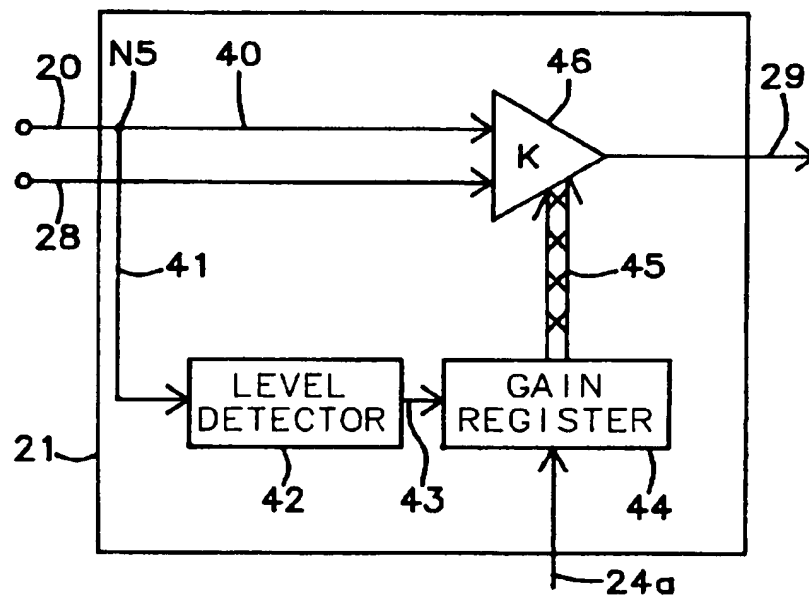 20
N5
40
46
29
K
28
41
45
LEVEL
DETECTOR
GAIN
REGISTER
21
42
43
44
24a